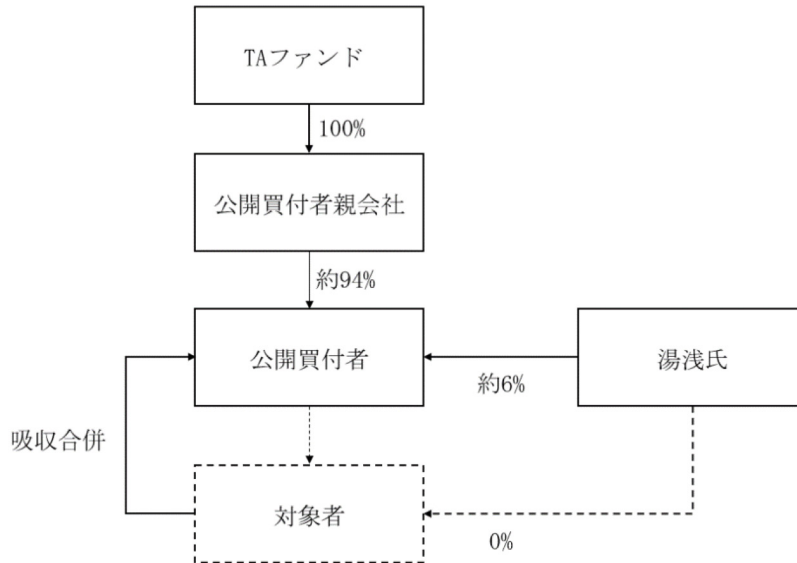 TAファンド
100%
公開買付者親会社
約94%
公開買付者
湯浅氏
約6%
吸収合併
対象者
0%